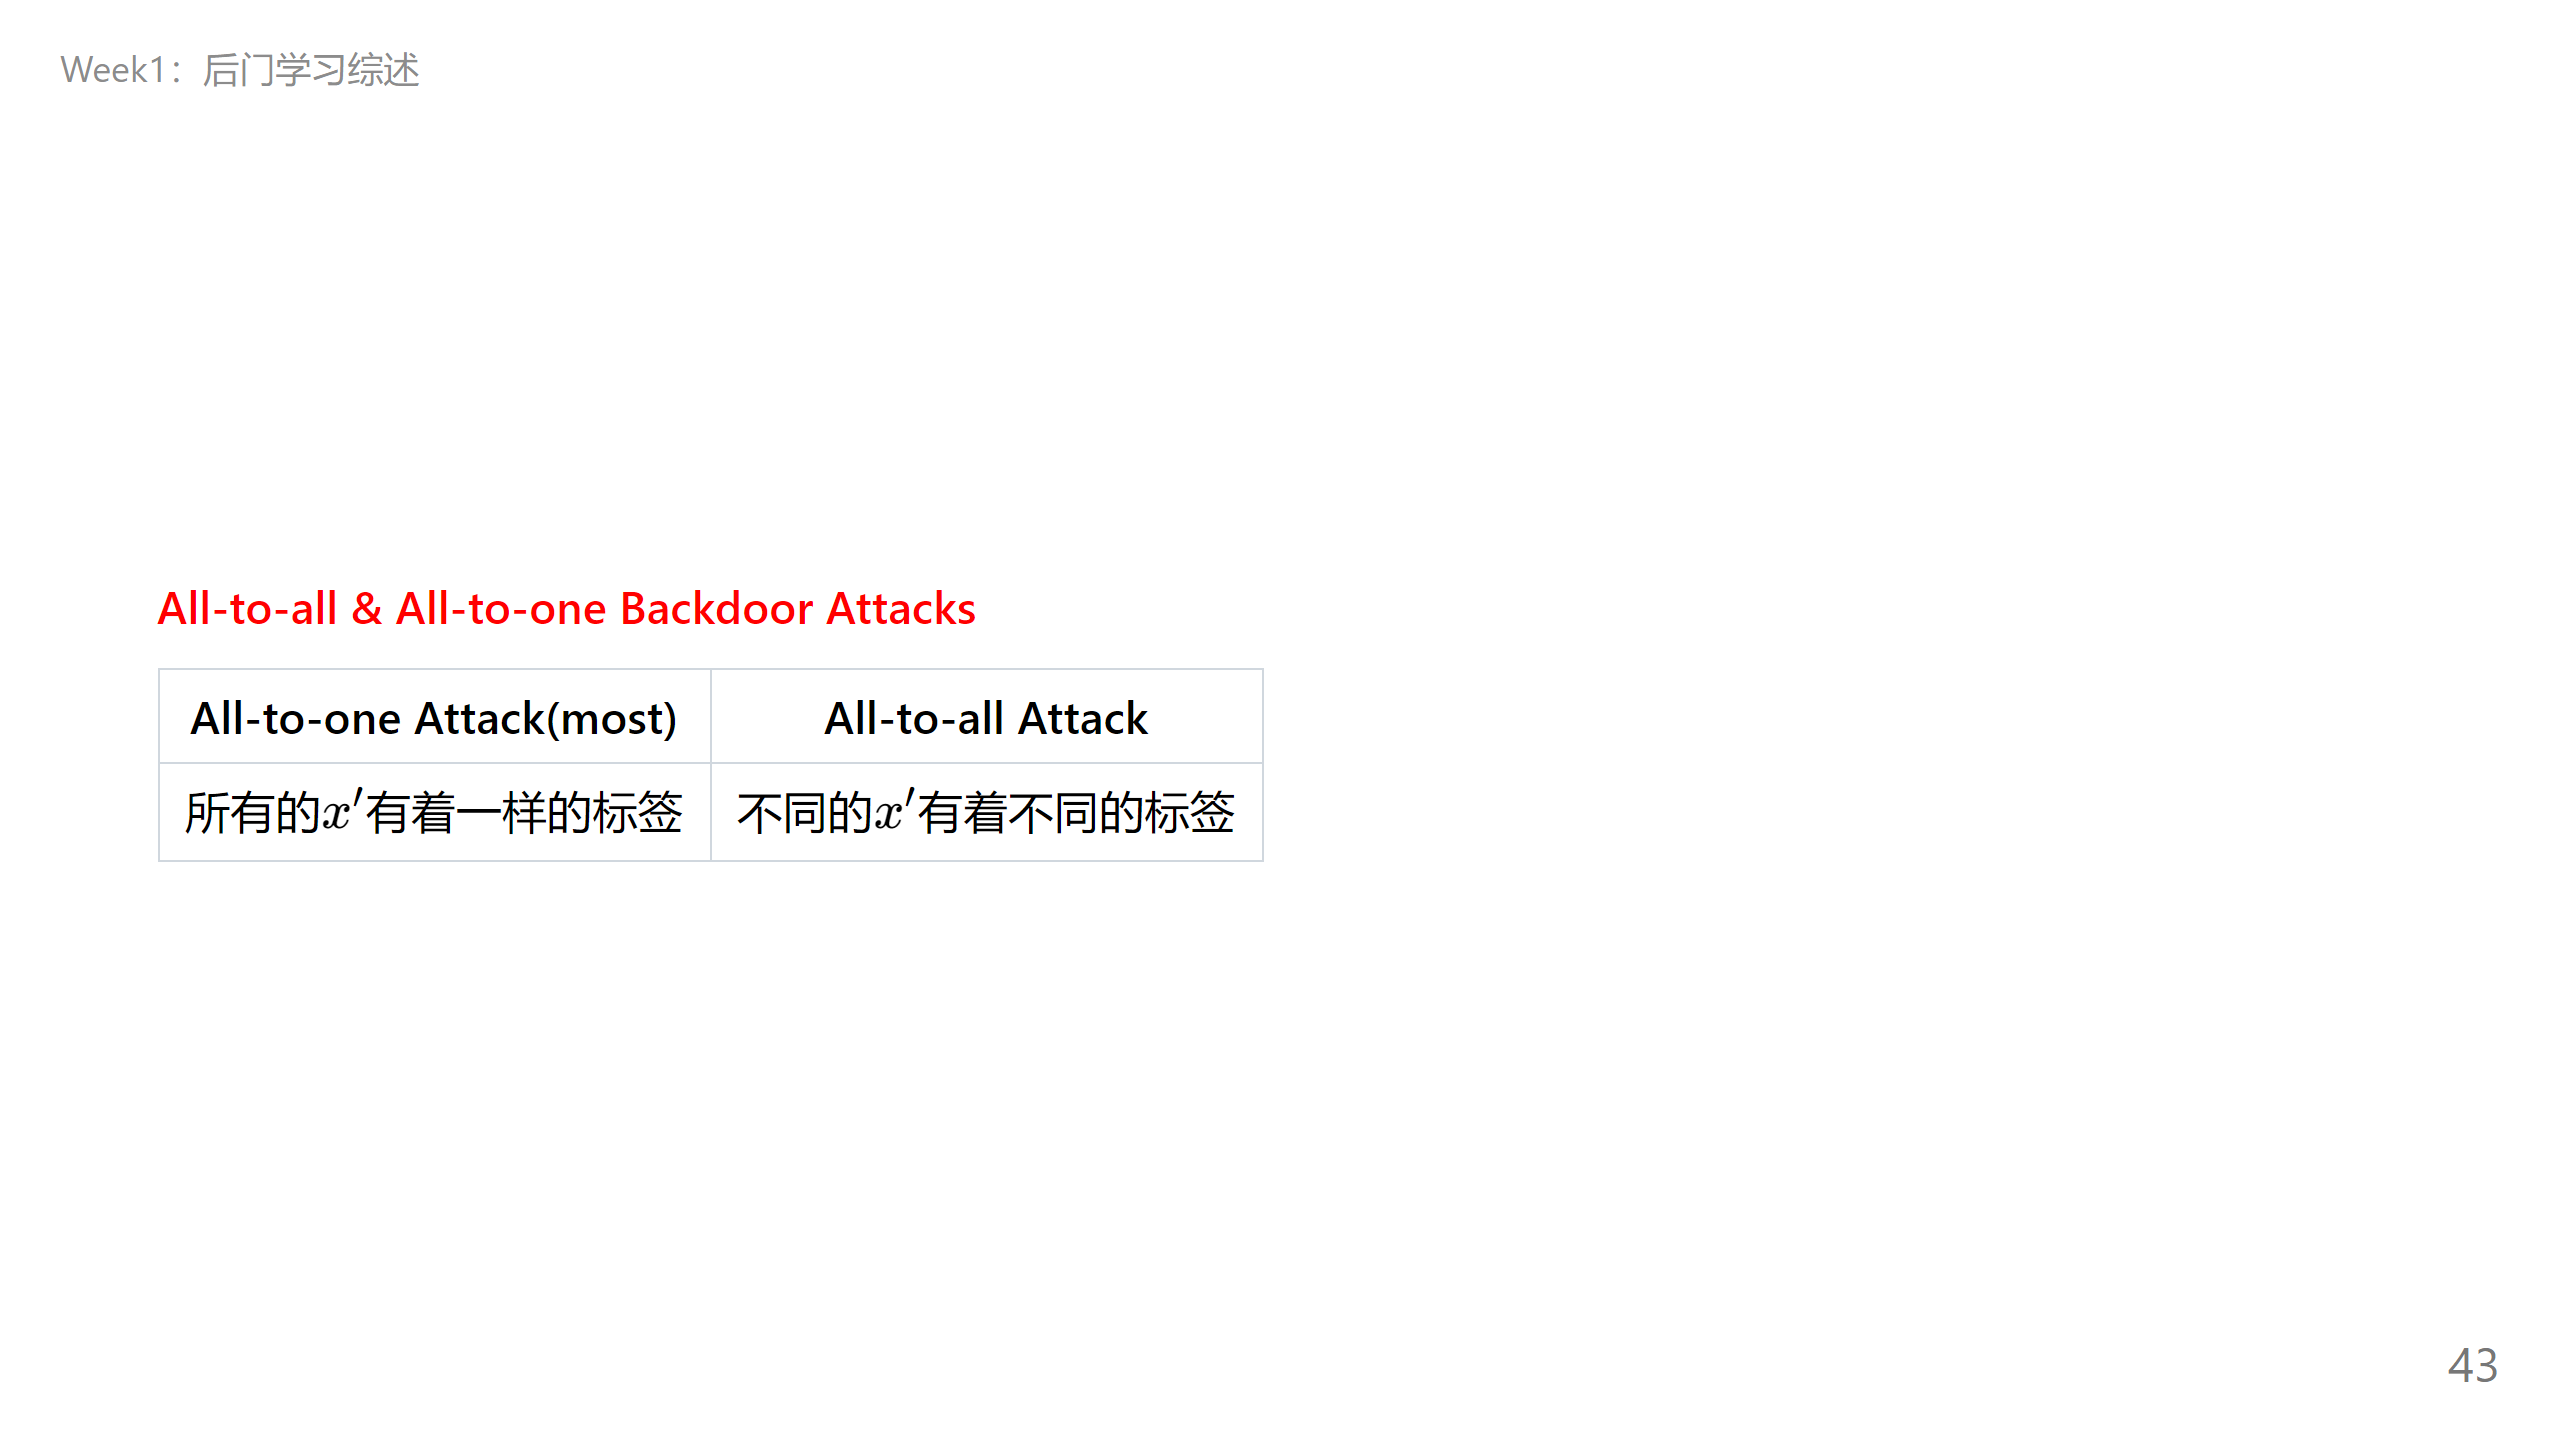 Week1：后门学习综述
All-to-all & All-to-one Backdoor Attacks
All-to-one Attack(most)
All-to-all Attack
所有的x′有着一样的标签
不同的x′有着不同的标签
43